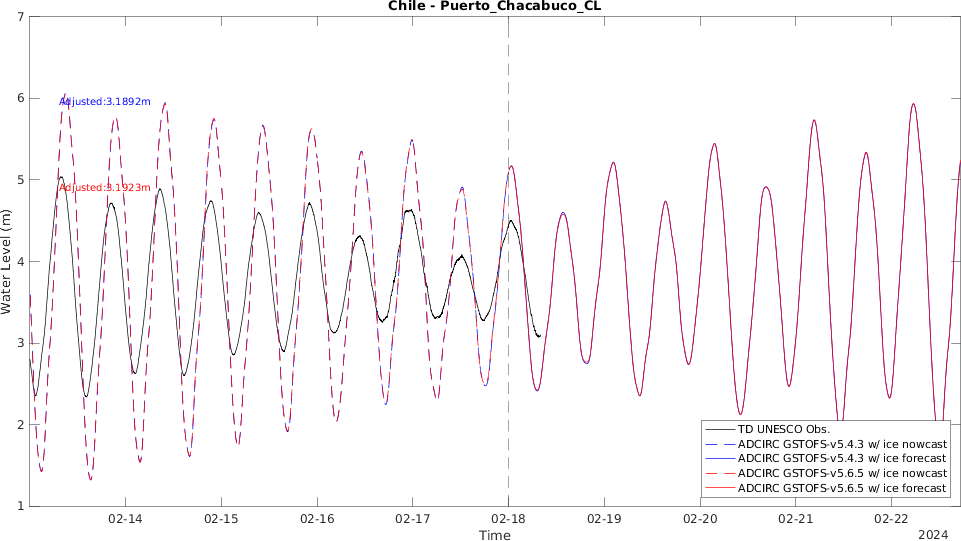 Chile - Puerto_Chacabuco_CL
7
6
5
4
3
2
1
Water Level (m)
Adjusted:3.1892m
Adjusted:3.1923m
TD UNESCO Obs.
ADCIRC GSTOFS-v5.4.3 w/ ice nowcast
ADCIRC GSTOFS-v5.4.3 w/ ice forecast
ADCIRC GSTOFS-v5.6.5 w/ ice nowcast
ADCIRC GSTOFS-v5.6.5 w/ ice forecast
02-14 02-15 02-16 02-17 02-18 02-19 02-20 02-21 02-22
Time
2024